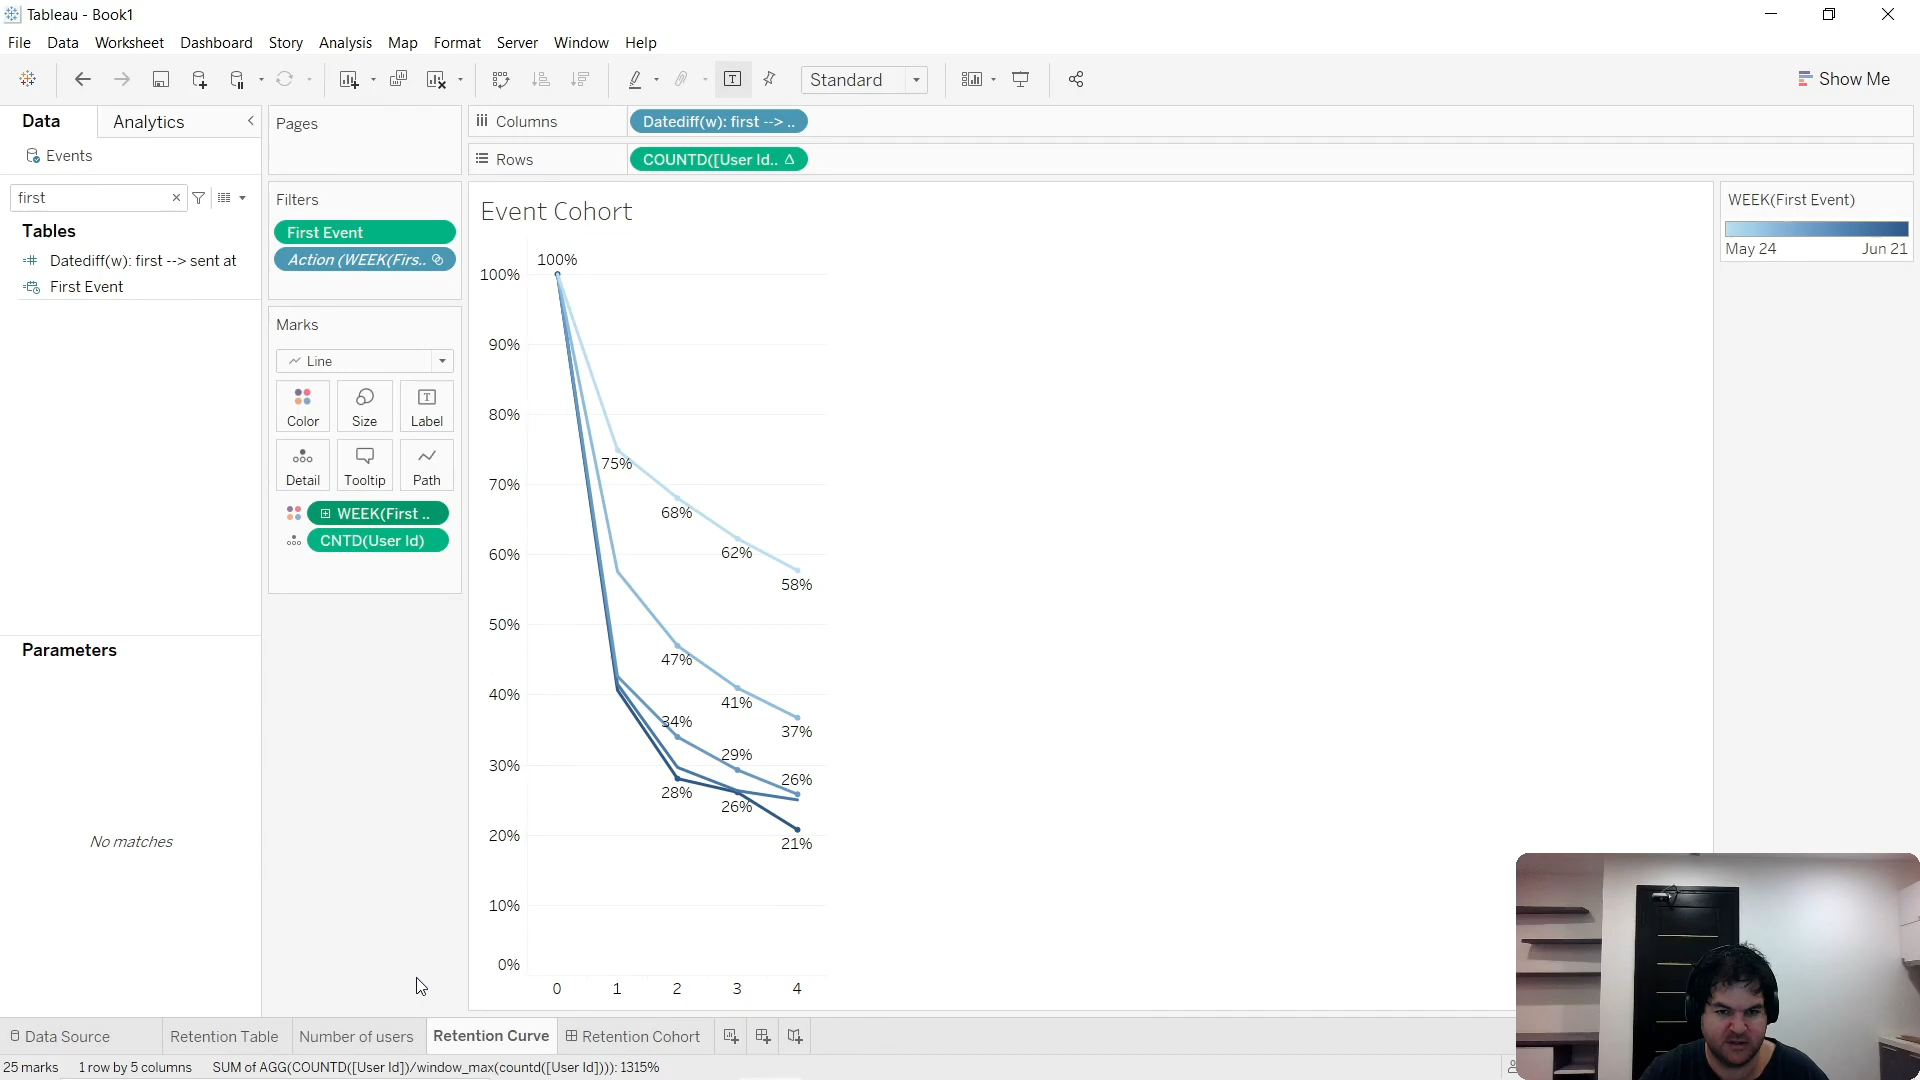 Tableau - Book1
File Data Worksheet Dashboard Story Analysis Map Format Server Window Help
Standard
Show Me
Data Analytics
Events
first
Tables
Datediff(w): first --> sent at
First Event
Parameters
No matches
Pages
Filters
First Event
Action (WEEK(Firs..
Marks
Line
Color Size Label
Detail Tooltip Path
WEEK(First ..
CNTD(User Id)
Columns
Datediff(w): first --> ..
Rows
COUNTD([User Id..
Event Cohort
100%
100%
90%
80%
70%
60%
50%
40%
30%
20%
10%
0%
75%
68%
62%
58%
47%
41%
37%
34%
29%
26%
28%
26%
21%
0 1 2 3 4
WEEK(First Event)
May 24 Jun 21
Data Source Retention Table Number of users Retention Curve Retention Cohort
25 marks 1 row by 5 columns SUM of AGG(COUNTD([User Id])/window_max(countd([User Id]))): 1315%